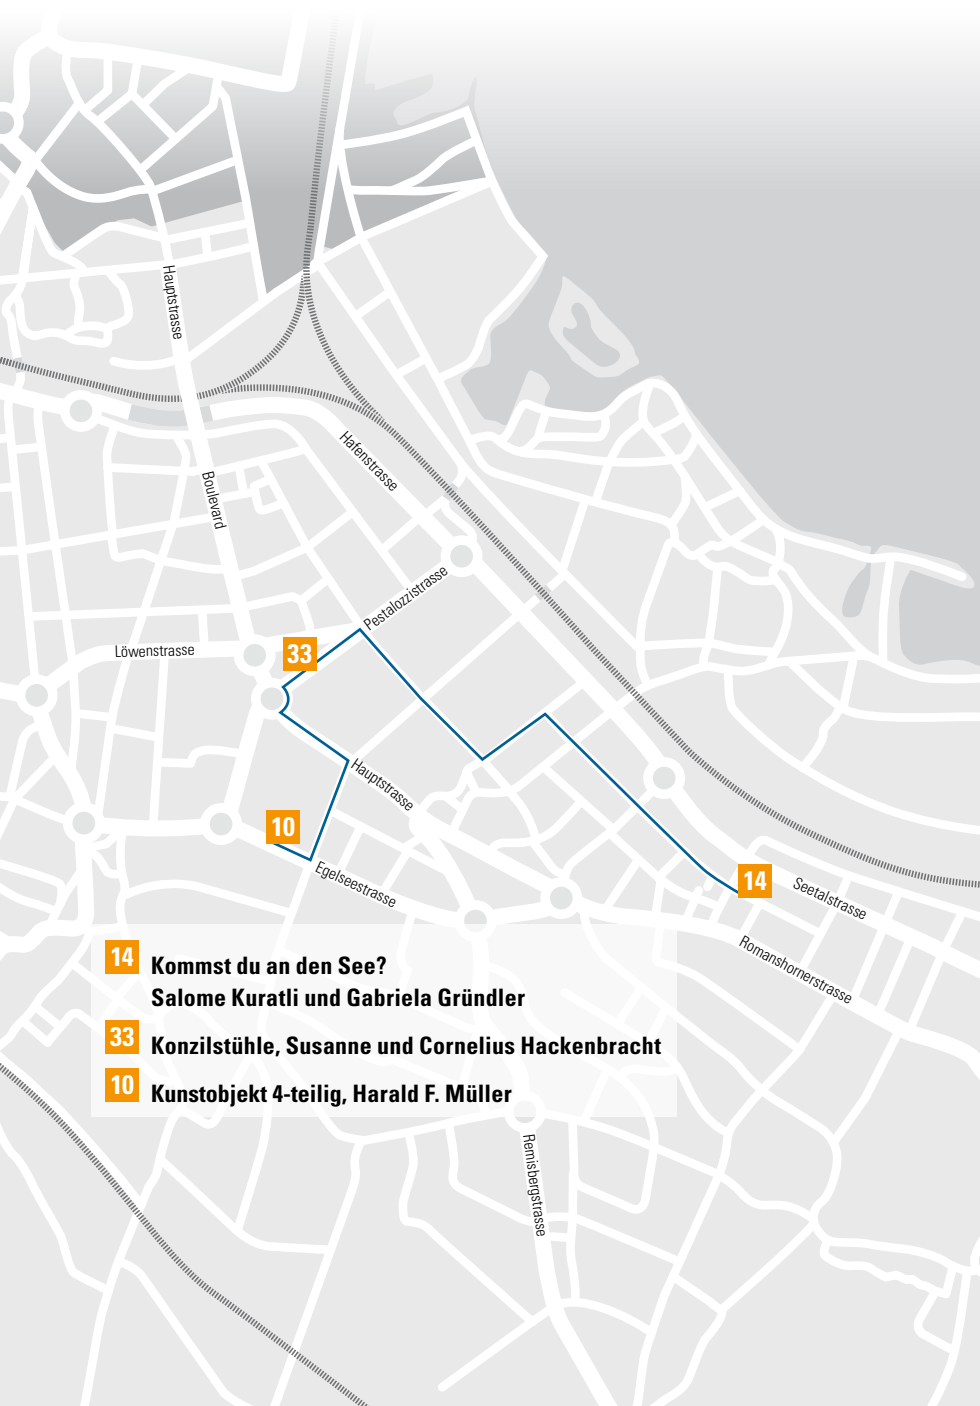 Hauptstrasse
Hafenstrasse
Boulevard
Pestalozzistrasse
Löwenstrasse
33
Hauptstrasse
10
Egelseestrasse
14
Seetalstrasse
Romanshornerstrasse
14 Kommst du an den See?
Salome Kuratli und Gabriela Gründler
33 Konzilstühle, Susanne und Cornelius Hackenbracht
10 Kunstobjekt 4-teilig, Harald F. Müller
Remisbergstrasse